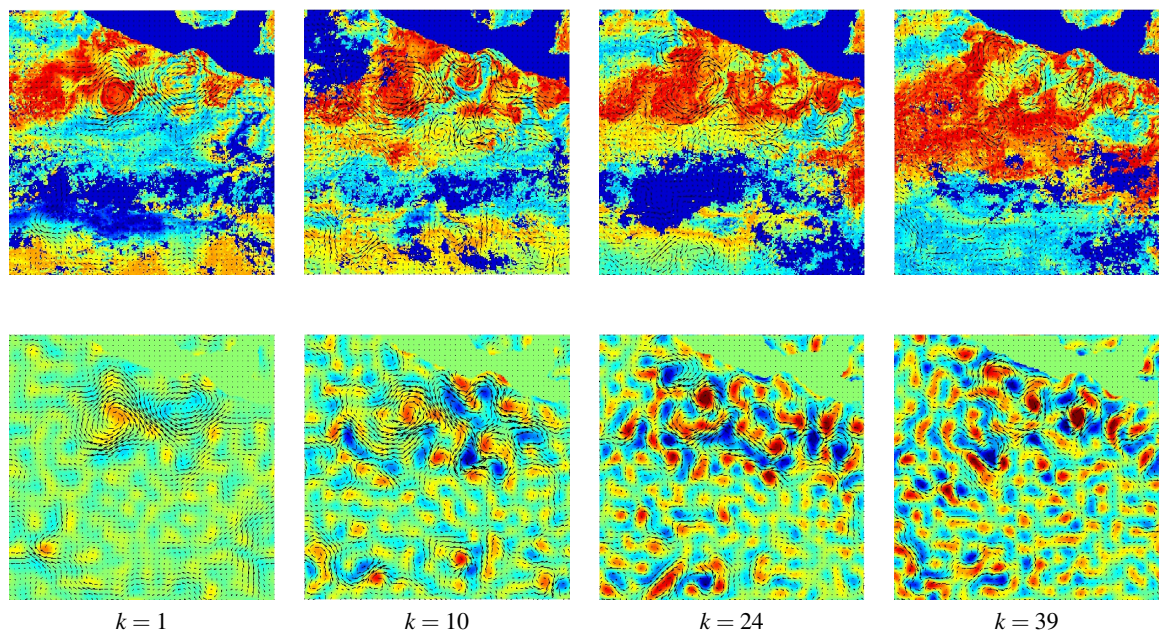 k = 1 k = 10 k = 24 k = 39